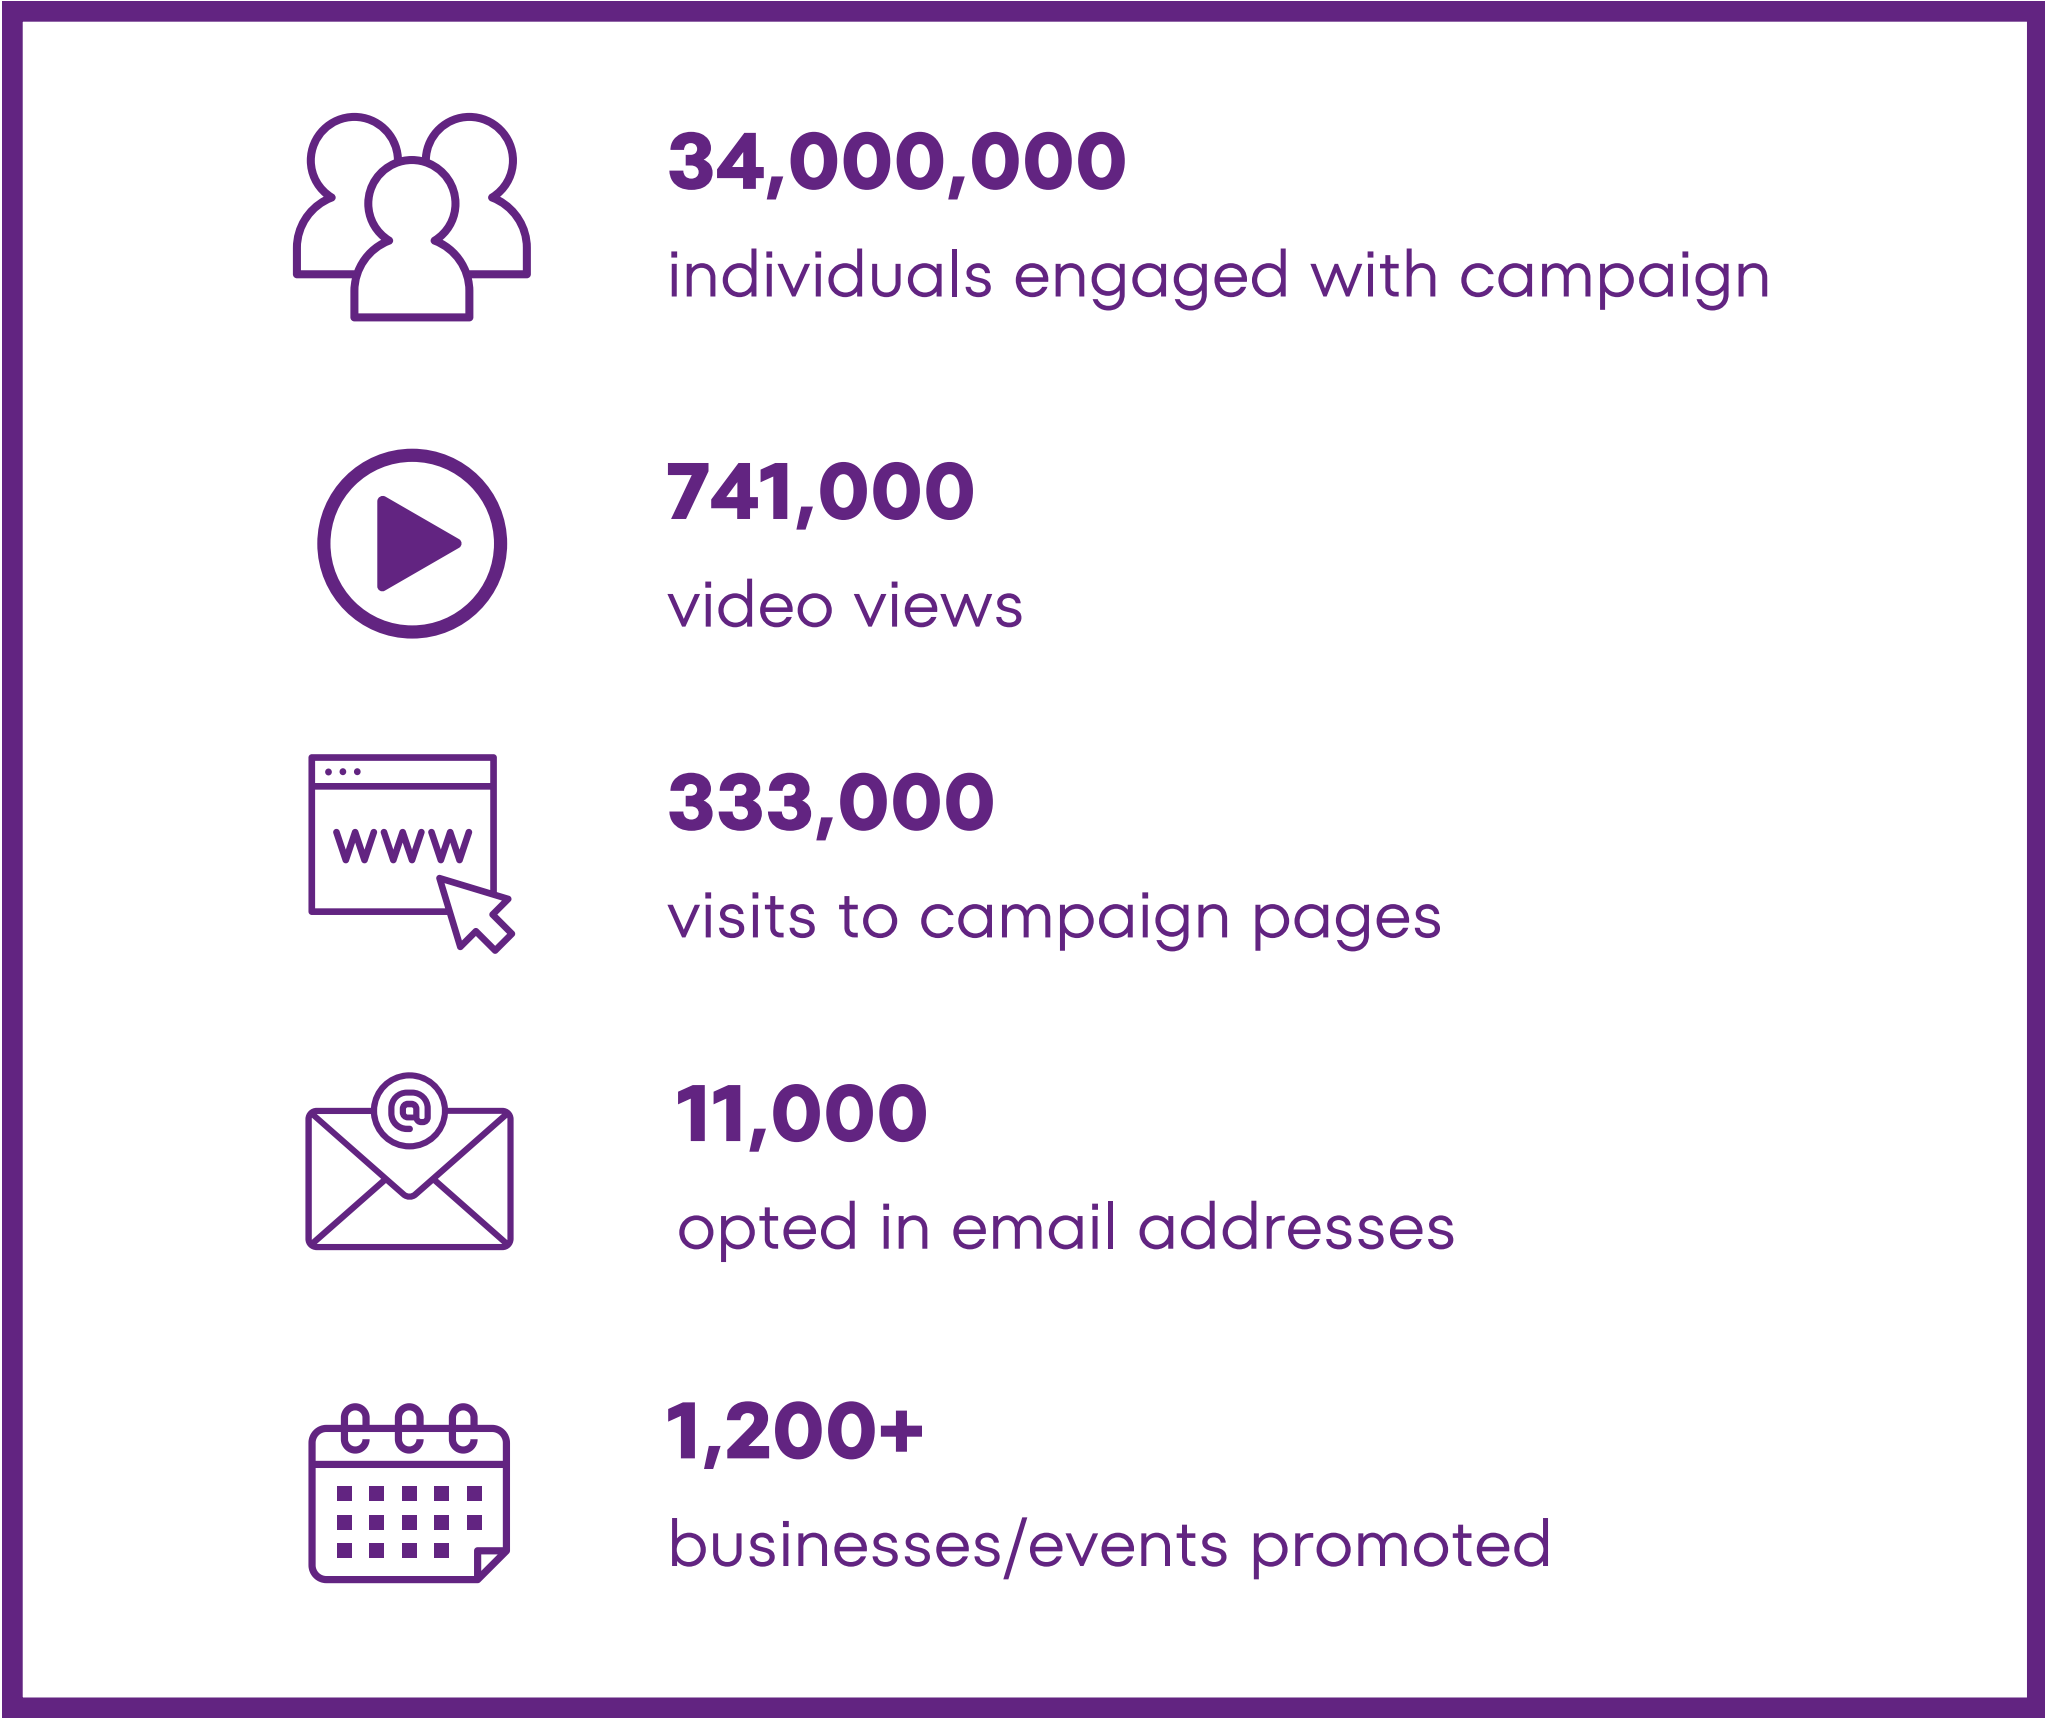 34,000,000
individuals engaged with campaign
741,000
video views
www
333,000
visits to campaign pages
@
11,000
opted in email addresses
1,200+
businesses/events promoted